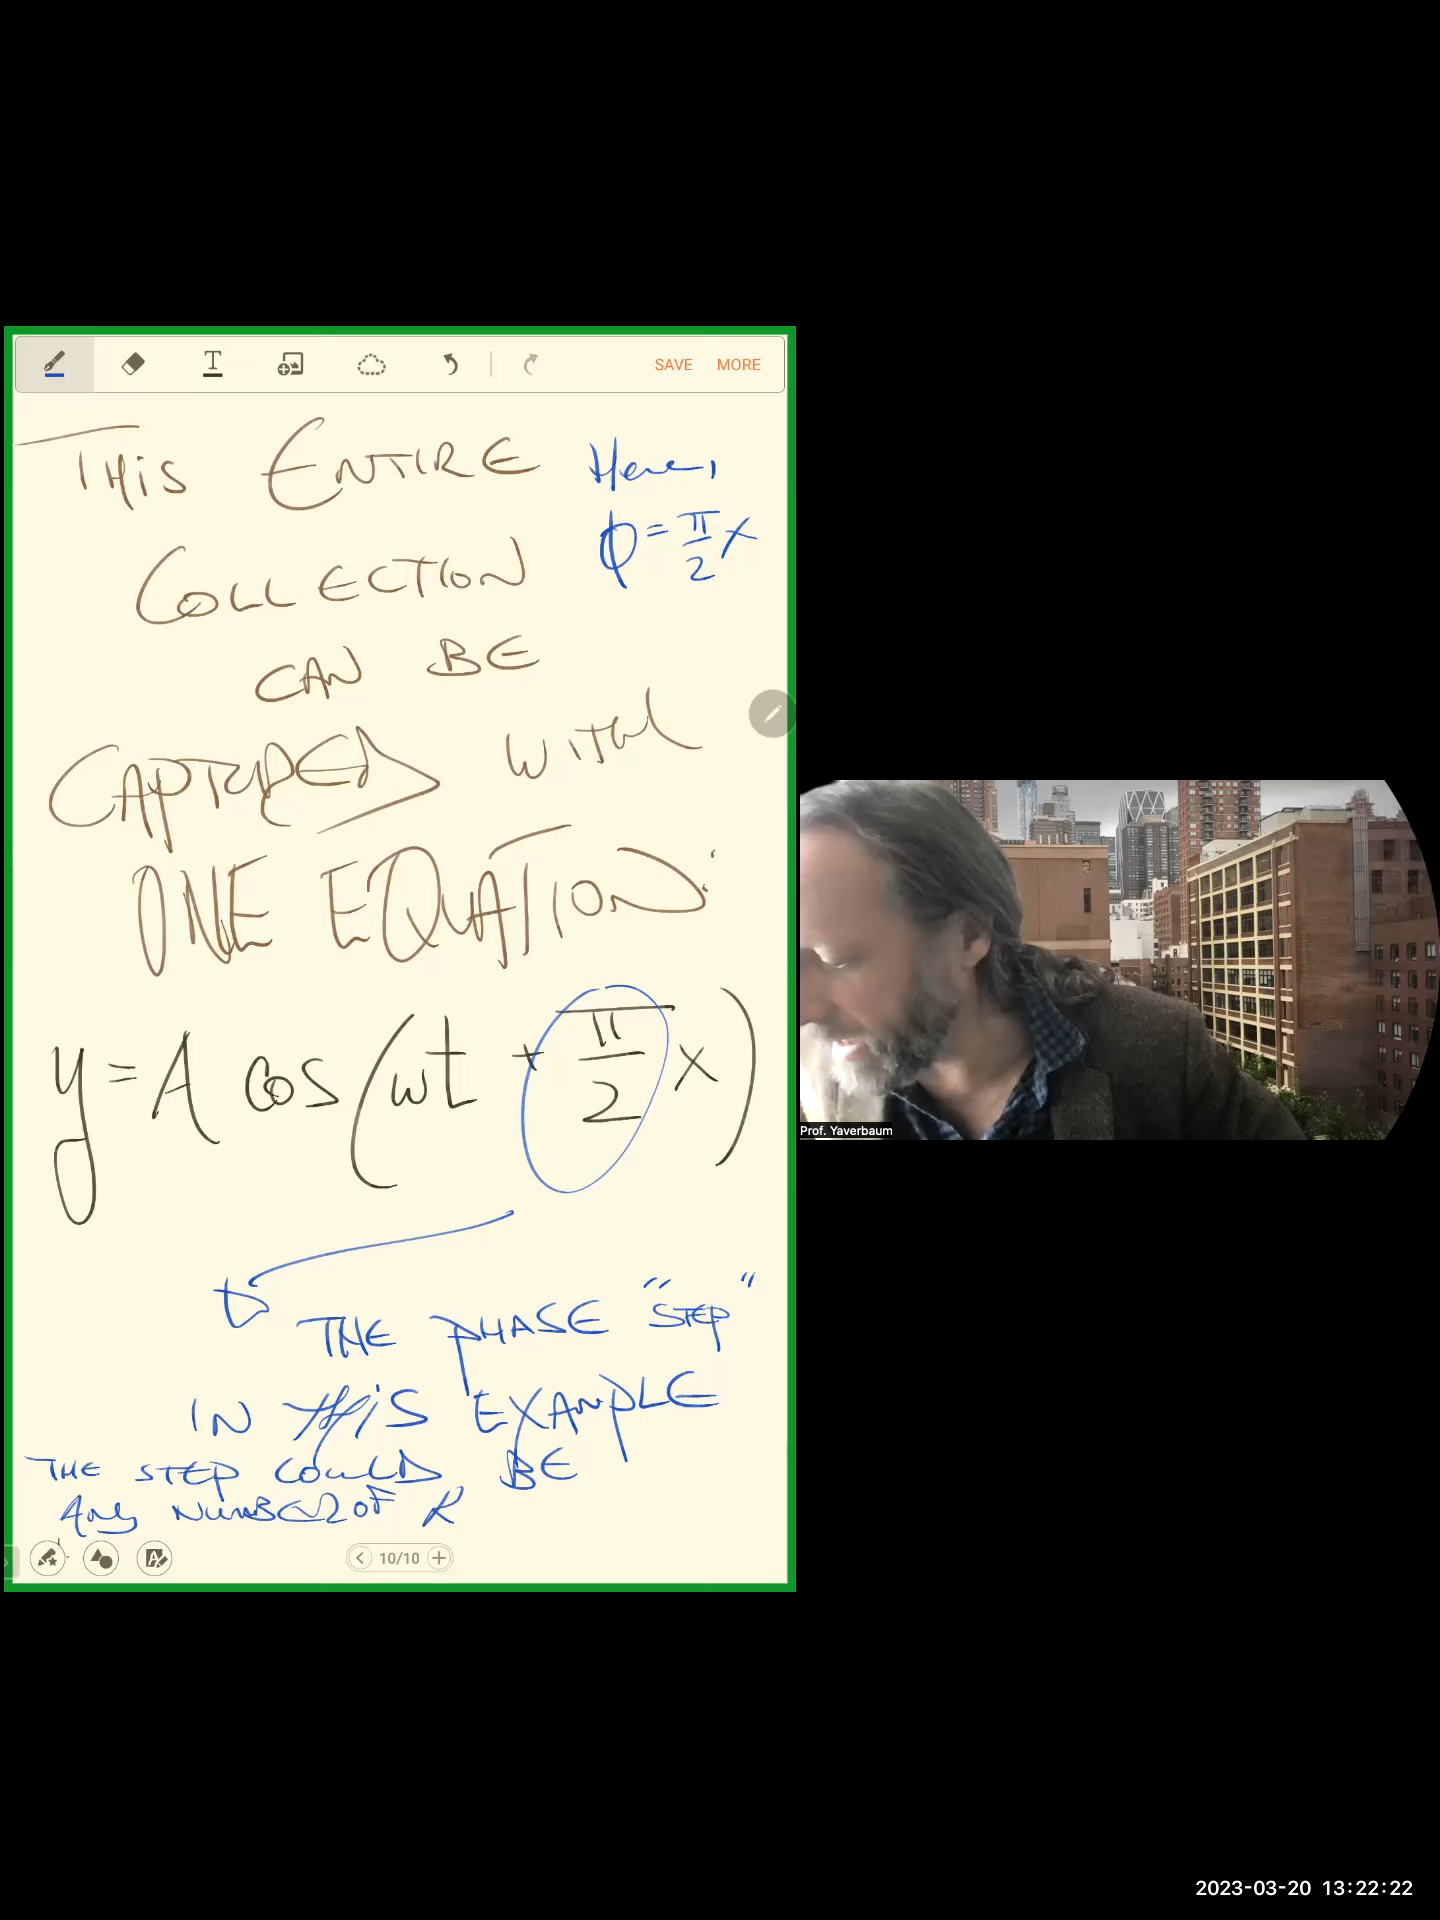 SAVE MORE
THIS ENTIRE
COLLECTION
CAN BE
CAPTURED WITH
ONE EQUATION:
Here,
φ = π/2 x
y = A cos(ωt + π/2 x)
THE PHASE "STEP"
IN THIS EXAMPLE
THE STEP COULD BE
ANY NUMBER OF
10/10
Prof. Yaverbaum
2023-03-20 13:22:22